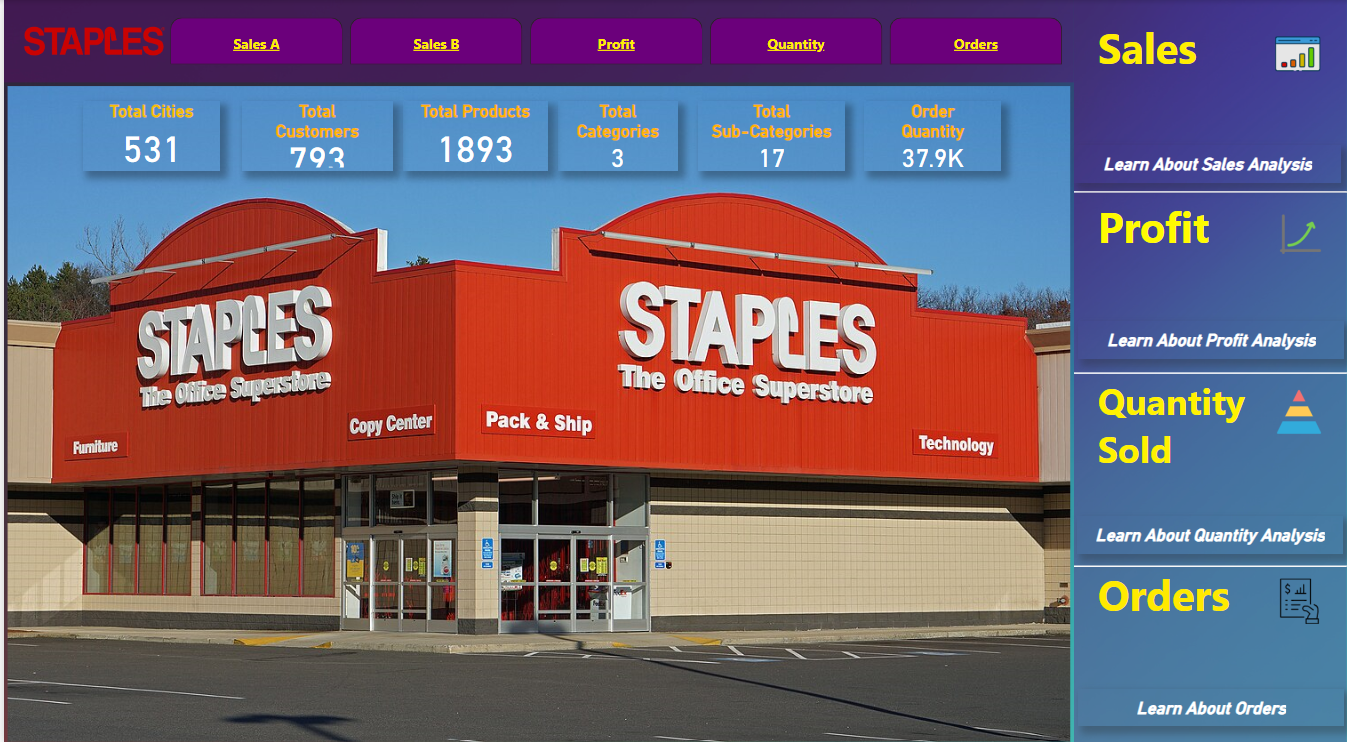 STAPLES
Sales A
Sales B
Profit
Quantity
Orders
Total Cities
531
Total
Customers
793
Total Products
1893
Total
Categories
3
Total
Sub-Categories
17
Order
Quantity
37.9K
STAPLES
The Office Superstore
Furniture
Copy Center
STAPLES
The Office Superstore
Pack & Ship
Technology
Sales
Learn About Sales Analysis
Profit
Learn About Profit Analysis
Quantity
Sold
Learn About Quantity Analysis
Orders
Learn About Orders